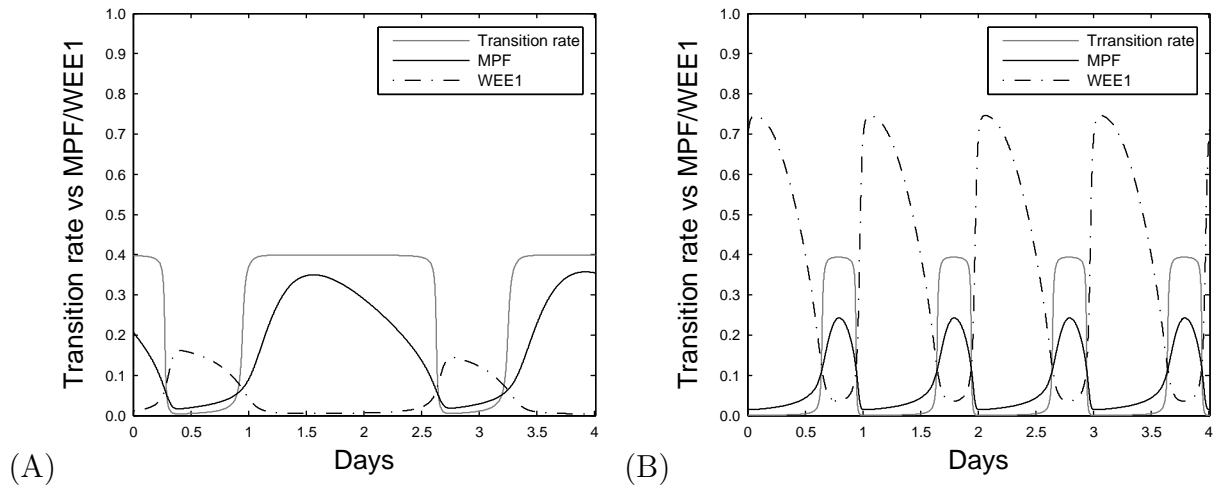 1.0
0.9
0.8
0.7
0.6
0.5
0.4
0.3
0.2
0.1
0.0
Transition rate vs MPF/WEE1
Transition rate
MPF
WEE1
0 0.5 1 1.5 2 2.5 3 3.5 4
Days
(A)
1.0
0.9
0.8
0.7
0.6
0.5
0.4
0.3
0.2
0.1
0.0
Transition rate vs MPF/WEE1
Trransition rate
MPF
WEE1
0 0.5 1 1.5 2 2.5 3 3.5 4
Days
(B)